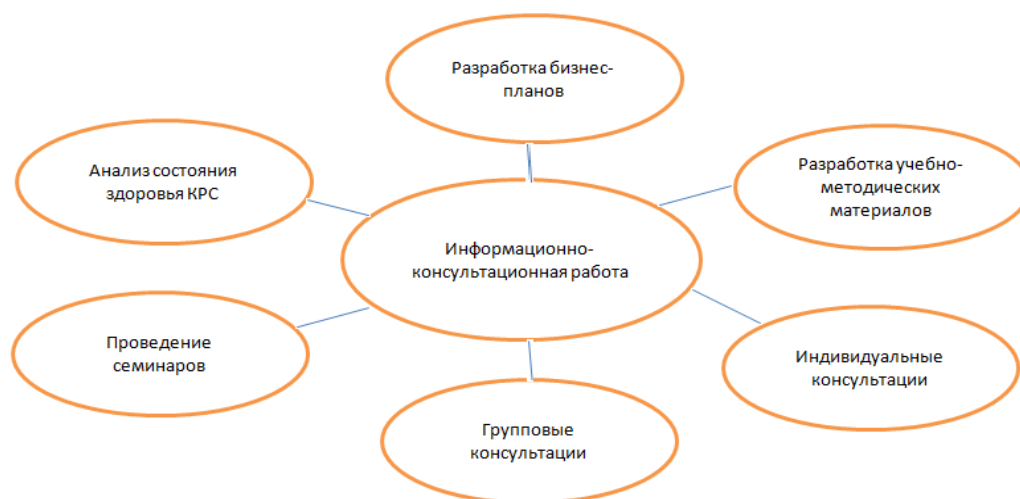 Разработка бизнес-
планов
Анализ состояния
здоровья КРС
Разработка учебно-
методических
материалов
Информационно-
консультационная работа
Проведение
семинаров
Индивидуальные
консультации
Групповые
консультации